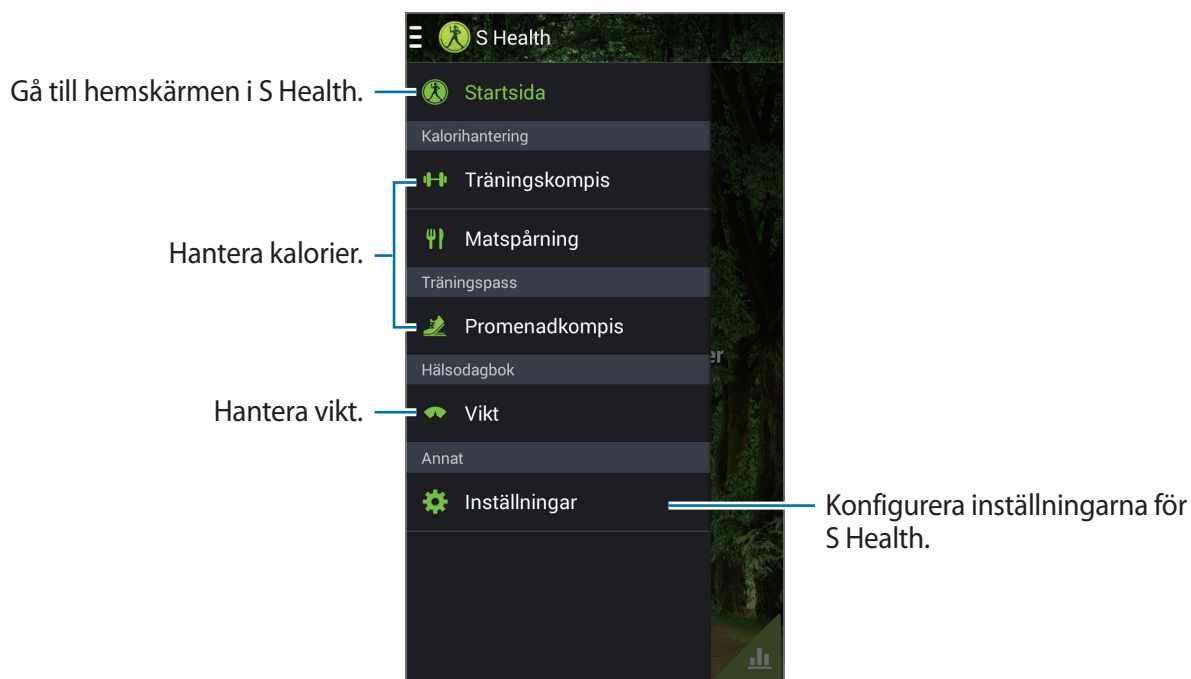 S Health
Gå till hemskärmen i S Health.
Startsida
Kalorihantering
Träningskompis
Hantera kalorier.
Matspårning
Träningspass
Promenadkompis
er
Hälsodagbok
Hantera vikt.
Vikt
Annat
Inställningar
Konfigurera inställningarna för
S Health.